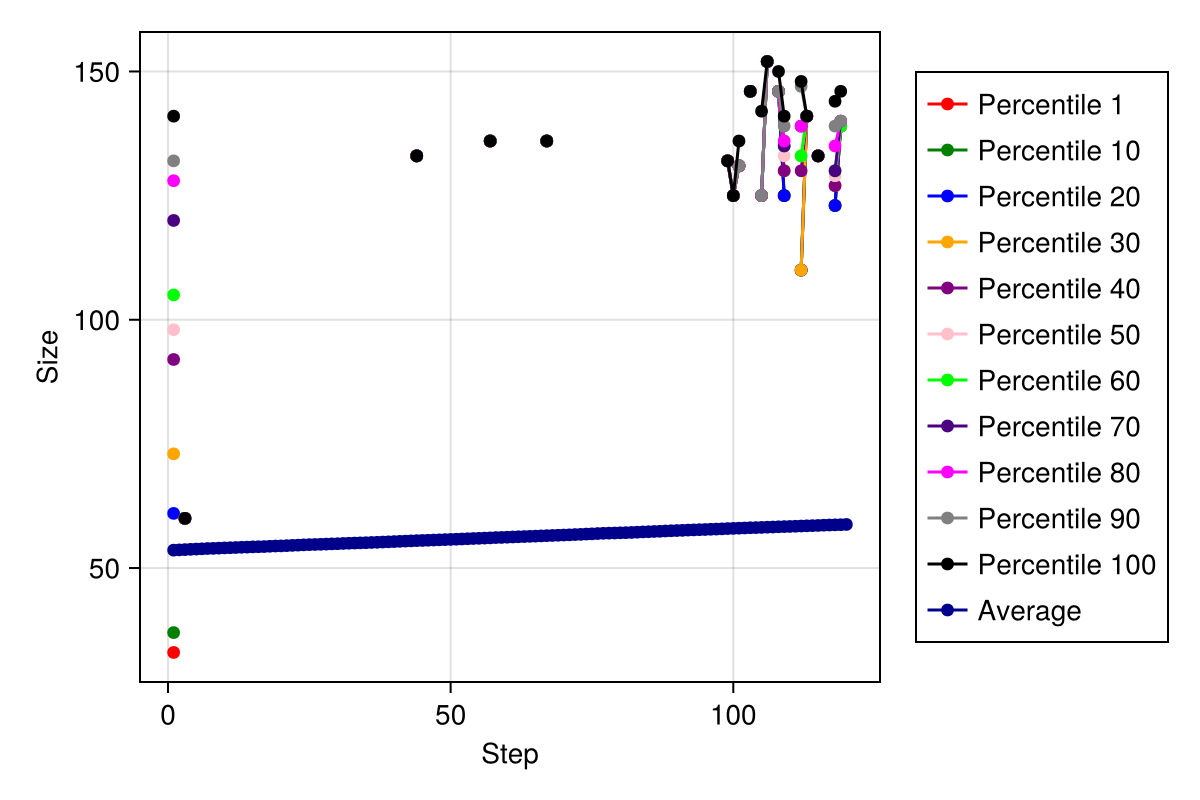 150
100
50
Size
0
50
100
Step
Percentile 1
Percentile 10
Percentile 20
Percentile 30
Percentile 40
Percentile 50
Percentile 60
Percentile 70
Percentile 80
Percentile 90
Percentile 100
Average